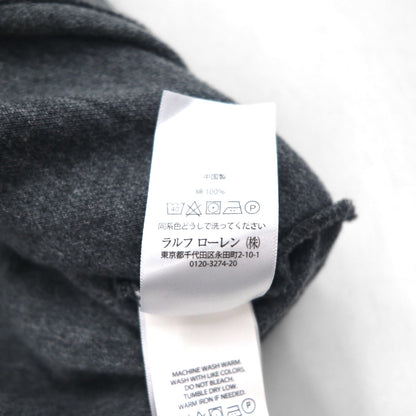 中国製
綿 100%
40
P
同系色どうしで洗ってください
ラルフ ローレン (株)
東京都千代田区永田町2-10-1
0120-3274-20
MACHINE WASH WARM.
WASH WITH LIKE COLORS.
DO NOT BLEACH.
TUMBLE DRY LOW.
WARM IRON IF NEEDED.
P